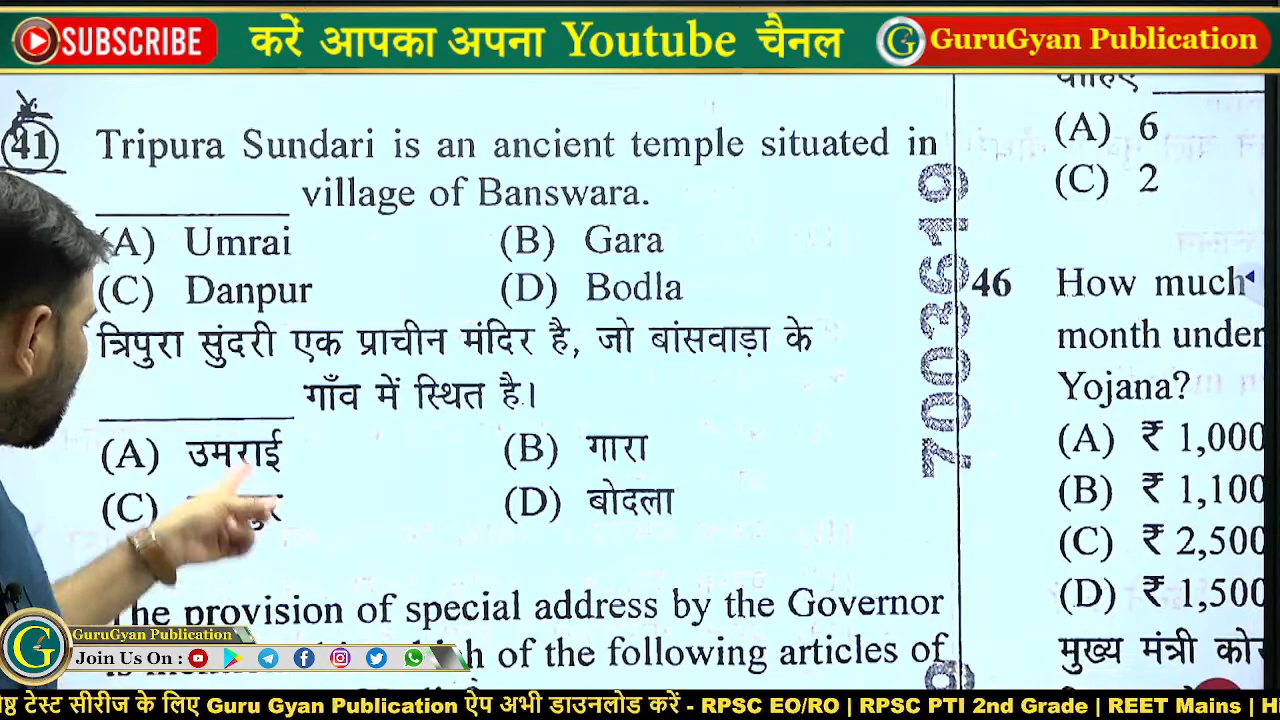 SUBSCRIBE करें आपका अपना Youtube चैनल GuruGyan Publication
41 Tripura Sundari is an ancient temple situated in
__________ village of Banswara.
(A) Umrai (B) Gara
(C) Danpur (D) Bodla
त्रिपुरा सुंदरी एक प्राचीन मंदिर है, जो बांसवाड़ा के
__________ गाँव में स्थित है।
(A) उमराई (B) गारा
(C) (D) बोदला
The provision of special address by the Governor
of the following articles of
70036619
चाहिए
(A) 6
(C) 2
46 How much
month under
Yojana?
(A) ₹ 1,000
(B) ₹ 1,100
(C) ₹ 2,500
(D) ₹ 1,500
मुख्य मंत्री
GuruGyan Publication
Join Us On :
टेस्ट सीरीज के लिए Guru Gyan Publication ऐप अभी डाउनलोड करें - RPSC EO/RO | RPSC PTI 2nd Grade | REET Mains |